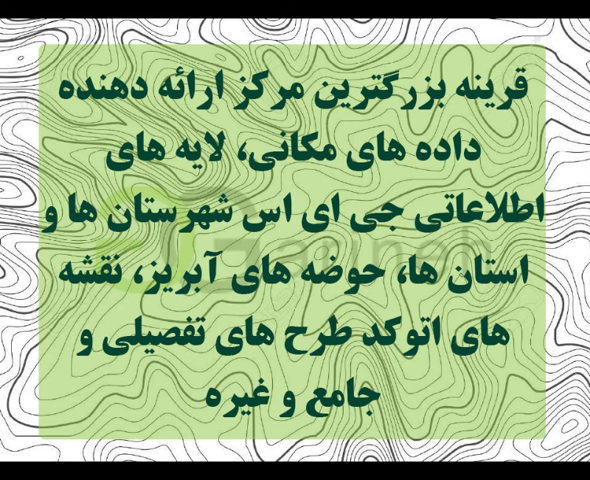 قرینه بزرگترین مرکز ارائه دهنده
داده های مکانی، لایه های
اطلاعاتی جی ای اس شهرستان ها و
استان ها، حوضه های آبریز، نقشه
های اتوکد طرح های تفصیلی و
جامع و غیره